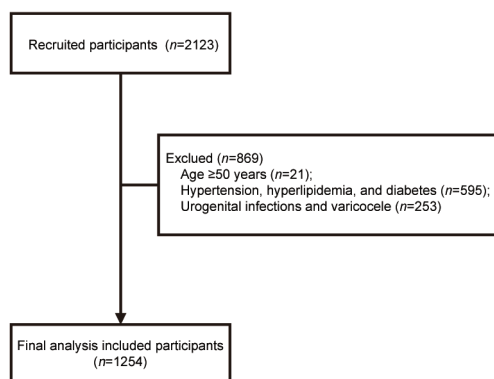 Recruited participants (n=2123)
Exclued (n=869)
Age ≥50 years (n=21);
Hypertension, hyperlipidemia, and diabetes (n=595);
Urogenital infections and varicocele (n=253)
Final analysis included participants
(n=1254)